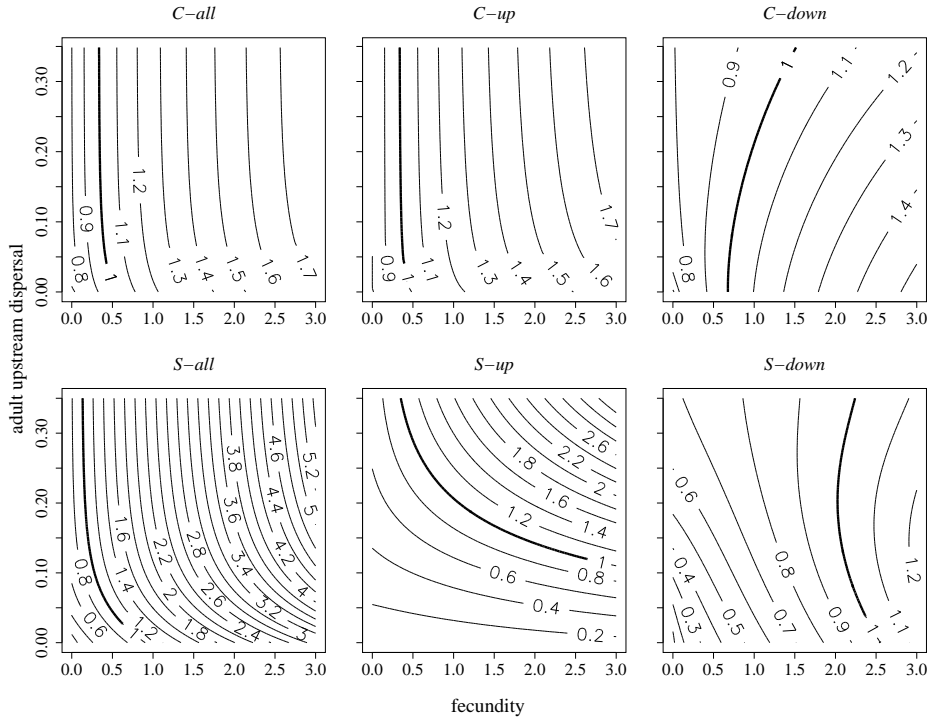 C−all
C−up
C−down
0.00 0.10 0.20 0.30
0.8 0.9 1 1.1 1.2 1.3 1.4 1.5 1.6 1.7
0.0 0.5 1.0 1.5 2.0 2.5 3.0
0.9 1 1.1 1.2 1.3 1.4 1.5 1.6 1.7
0.0 0.5 1.0 1.5 2.0 2.5 3.0
0.8 0.9 1 1.1 1.2 1.3 1.4
0.0 0.5 1.0 1.5 2.0 2.5 3.0
adult upstream dispersal
S−all
S−up
S−down
0.00 0.10 0.20 0.30
0.6 0.8 1 1.2 1.4 1.6 1.8 2 2.2 2.4 2.6 2.8 3 3.2 3.4 3.6 3.8 4 4.2 4.4 4.6 5 5.2
0.0 0.5 1.0 1.5 2.0 2.5 3.0
0.2 0.4 0.6 0.8 1 1.2 1.4 1.6 1.8 2 2.2 2.6
0.0 0.5 1.0 1.5 2.0 2.5 3.0
0.3 0.4 0.5 0.6 0.7 0.8 0.9 1 1.1 1.2
0.0 0.5 1.0 1.5 2.0 2.5 3.0
fecundity